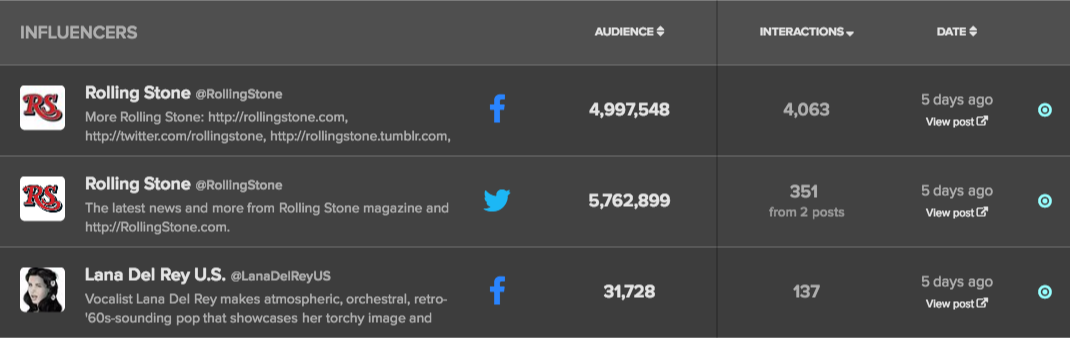 INFLUENCERS AUDIENCE INTERACTIONS DATE
RS
Rolling Stone @RollingStone
More Rolling Stone: http://rollingstone.com,
http://twitter.com/rollingstone, http://rollingstone.tumblr.com,
4,997,548
4,063
5 days ago
View post
RS
Rolling Stone @RollingStone
The latest news and more from Rolling Stone magazine and
http://RollingStone.com.
5,762,899
351
from 2 posts
5 days ago
View post
Lana Del Rey U.S. @LanaDelReyUS
Vocalist Lana Del Rey makes atmospheric, orchestral, retro-
'60s-sounding pop that showcases her torchy image and
31,728
137
5 days ago
View post